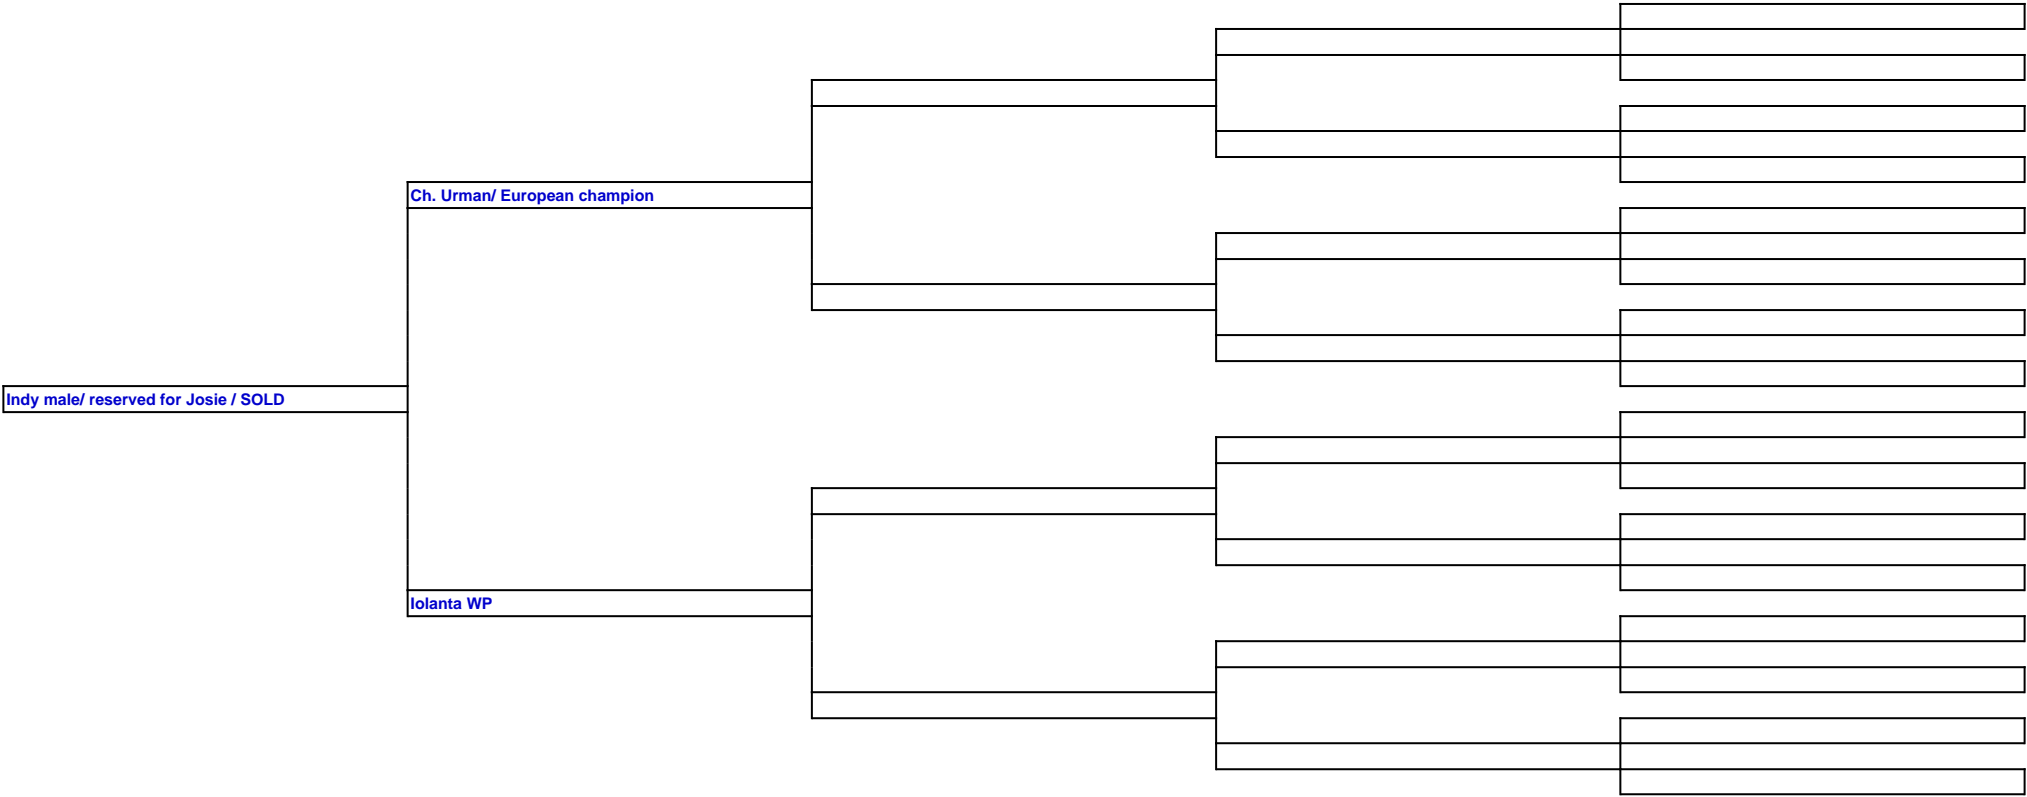 Ch. Urman/ European champion
Indy male/ reserved for Josie / SOLD
Iolanta WP